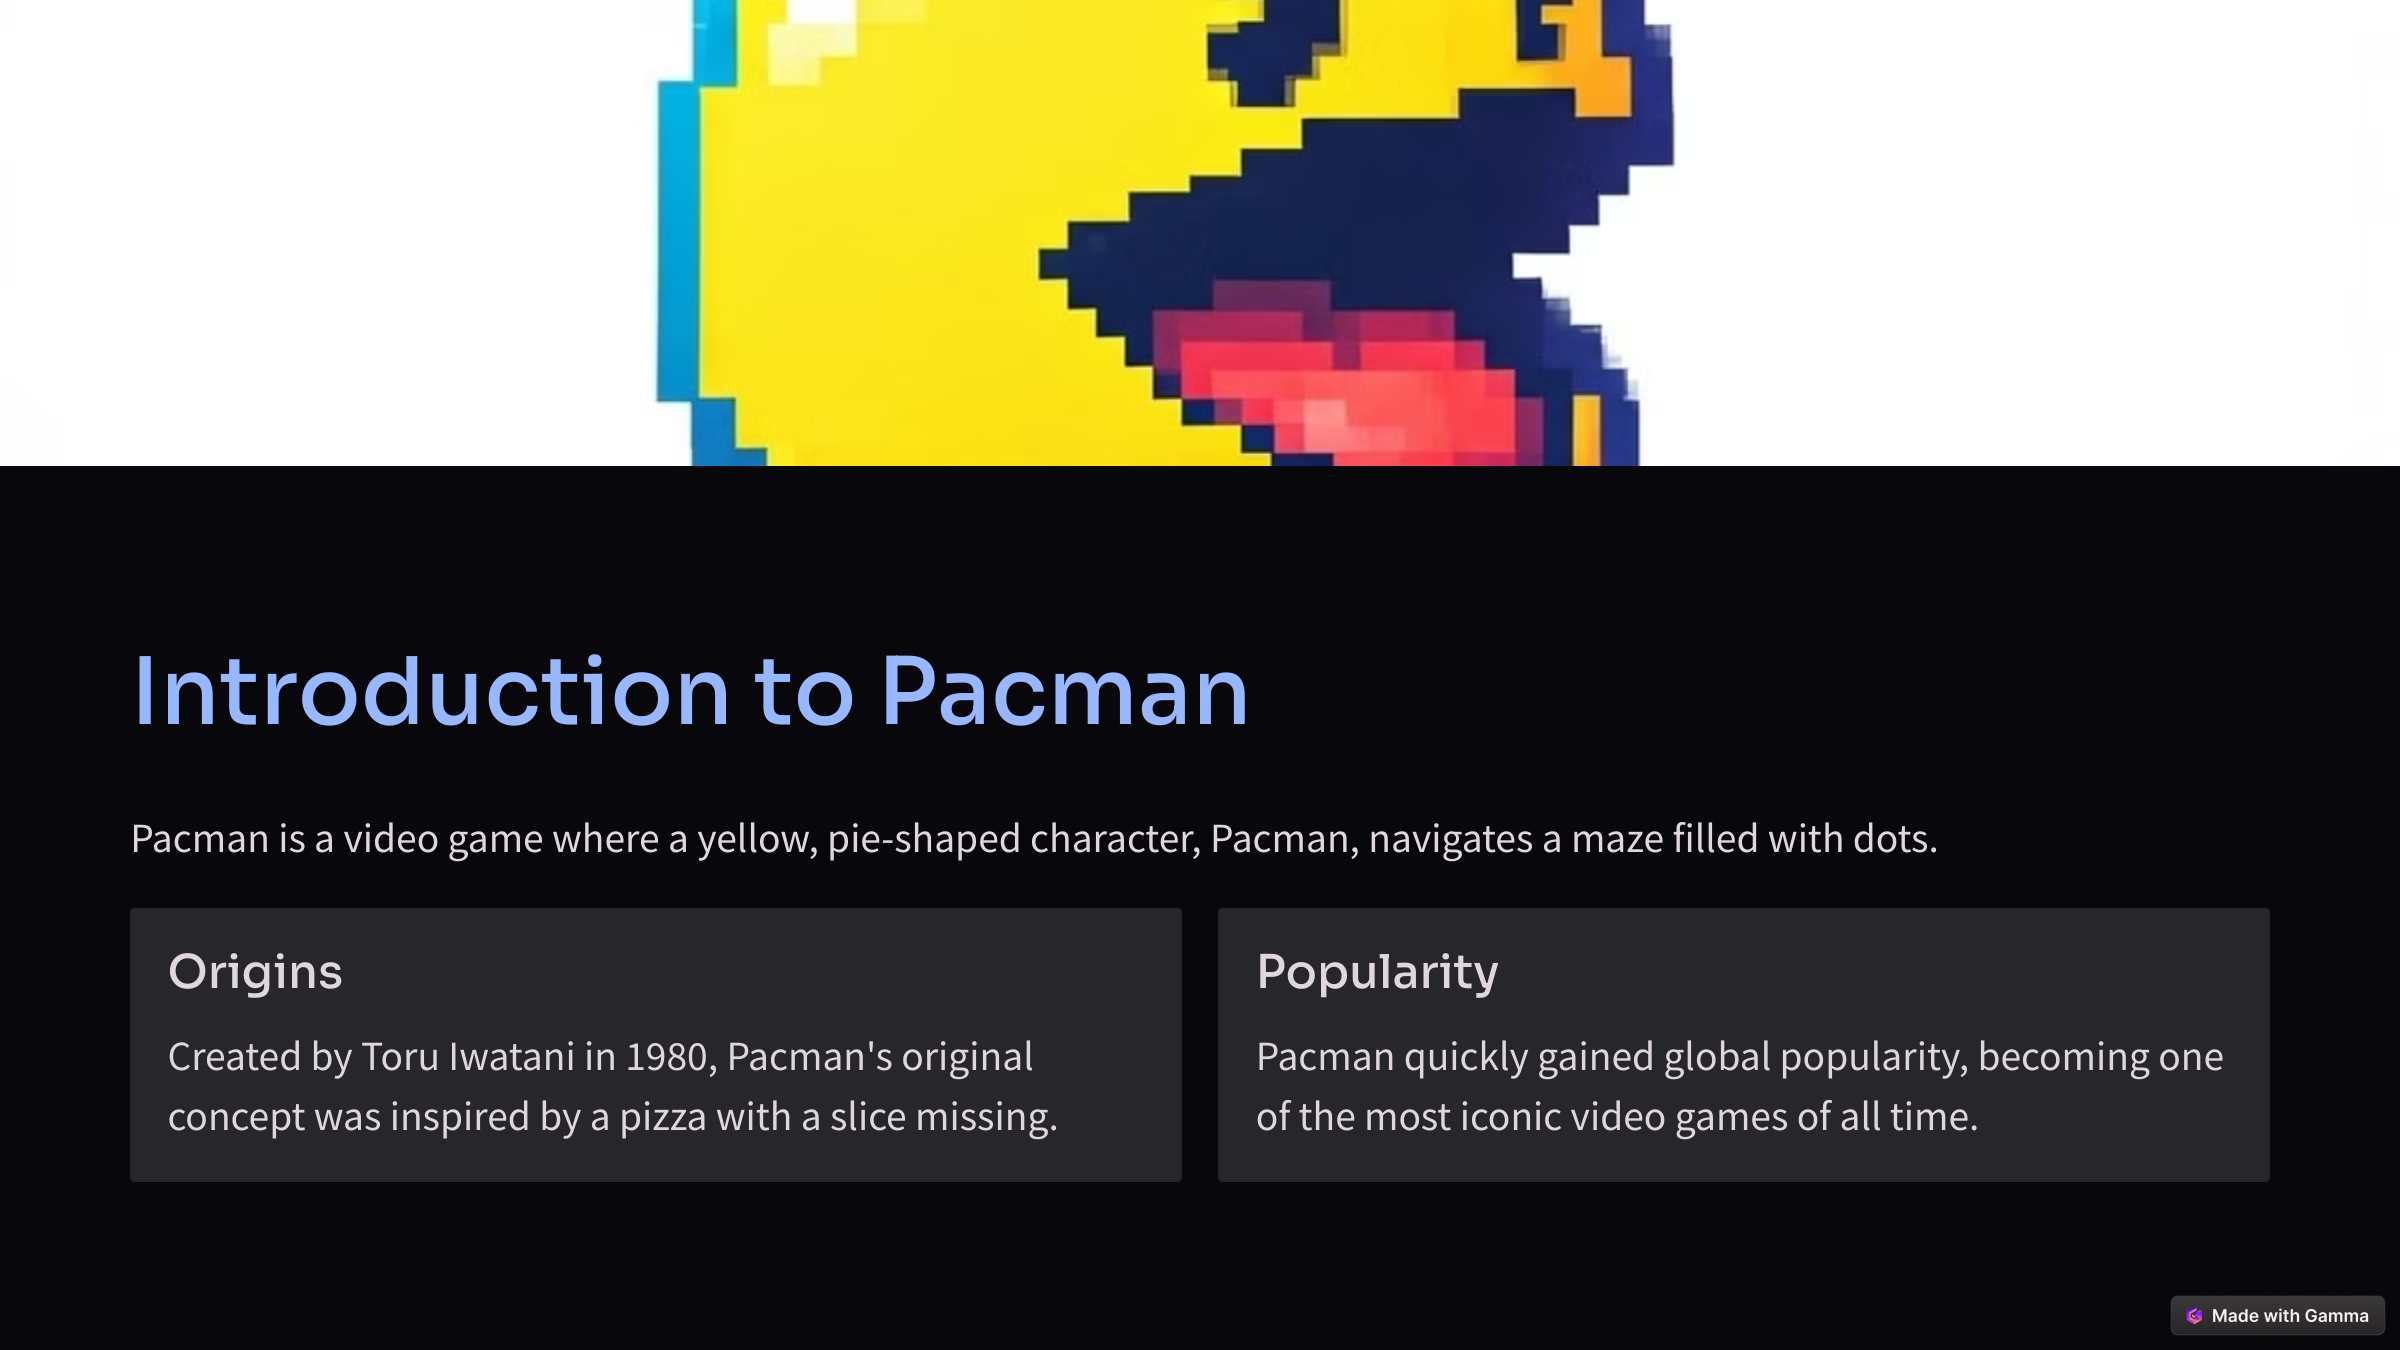 Introduction to Pacman
Pacman is a video game where a yellow, pie-shaped character, Pacman, navigates a maze filled with dots.
Origins
Created by Toru Iwatani in 1980, Pacman's original
concept was inspired by a pizza with a slice missing.
Popularity
Pacman quickly gained global popularity, becoming one
of the most iconic video games of all time.
Made with Gamma